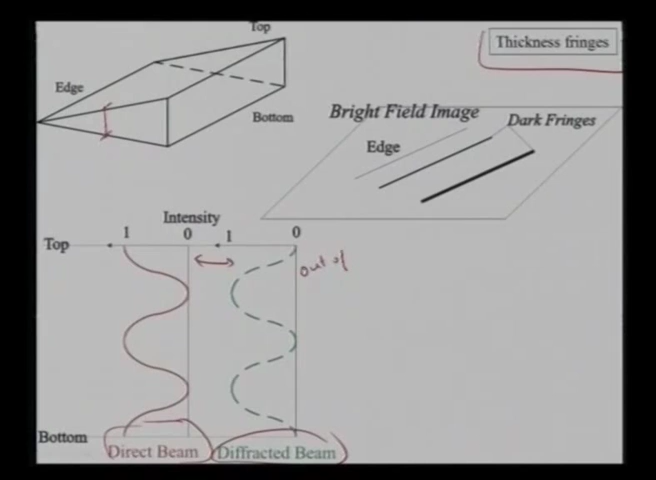 Top
Thickness fringes
Edge
Bright Field Image
Dark Fringes
Bottom
Edge
Intensity
1 0 1 0
Top
out of
Bottom
Direct Beam
Diffracted Beam